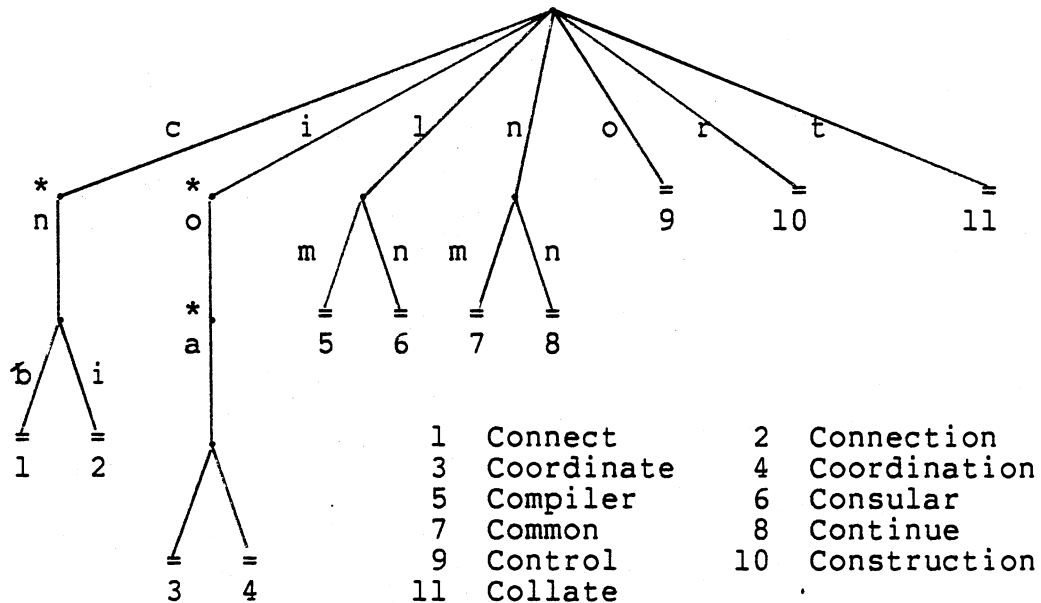 c i l n o r t
* * = = =
n o 9 10 11
m n m n
* = = = =
a 5 6 7 8
ƀ i
= =
1 2
= =
3 4
1 Connect 2 Connection
3 Coordinate 4 Coordination
5 Compiler 6 Consular
7 Common 8 Continue
9 Control 10 Construction
11 Collate